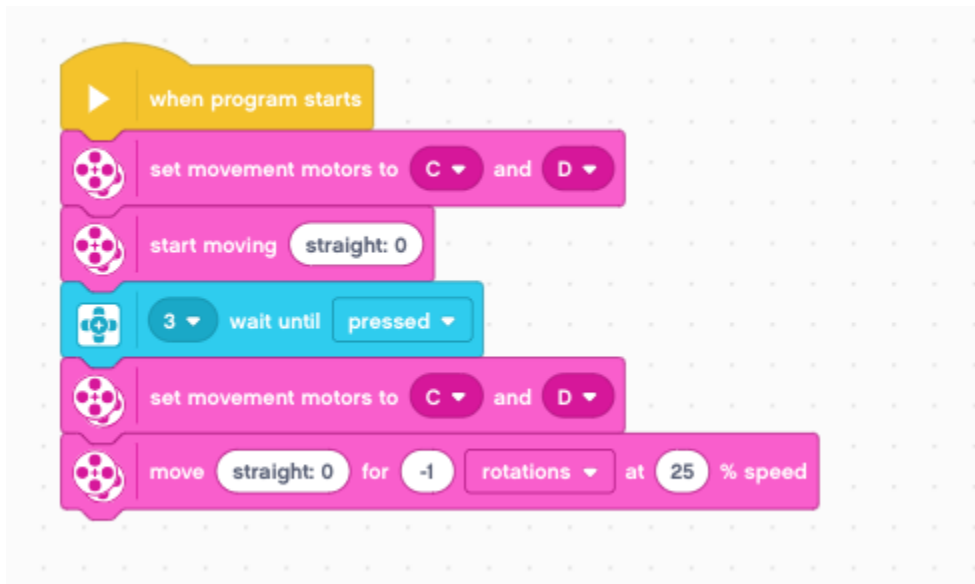 when program starts
set movement motors to C and D
start moving straight: 0
3 wait until pressed
set movement motors to C and D
move straight: 0 for -1 rotations at 25 % speed